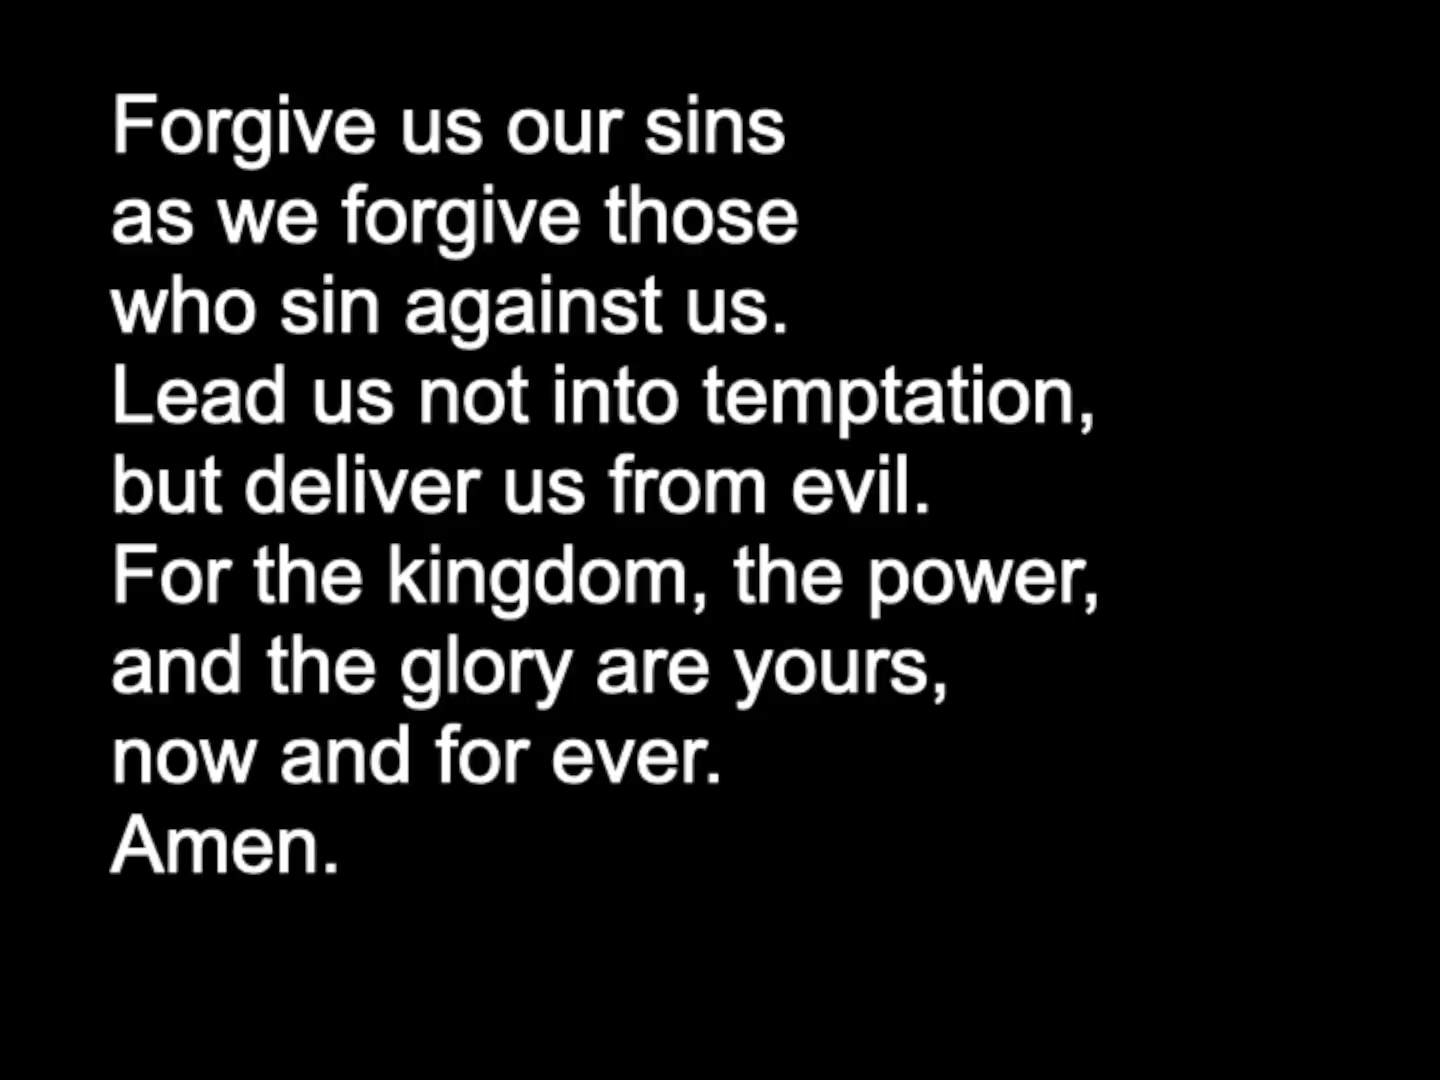 Forgive us our sins
as we forgive those
who sin against us.
Lead us not into temptation,
but deliver us from evil.
For the kingdom, the power,
and the glory are yours,
now and for ever.
Amen.